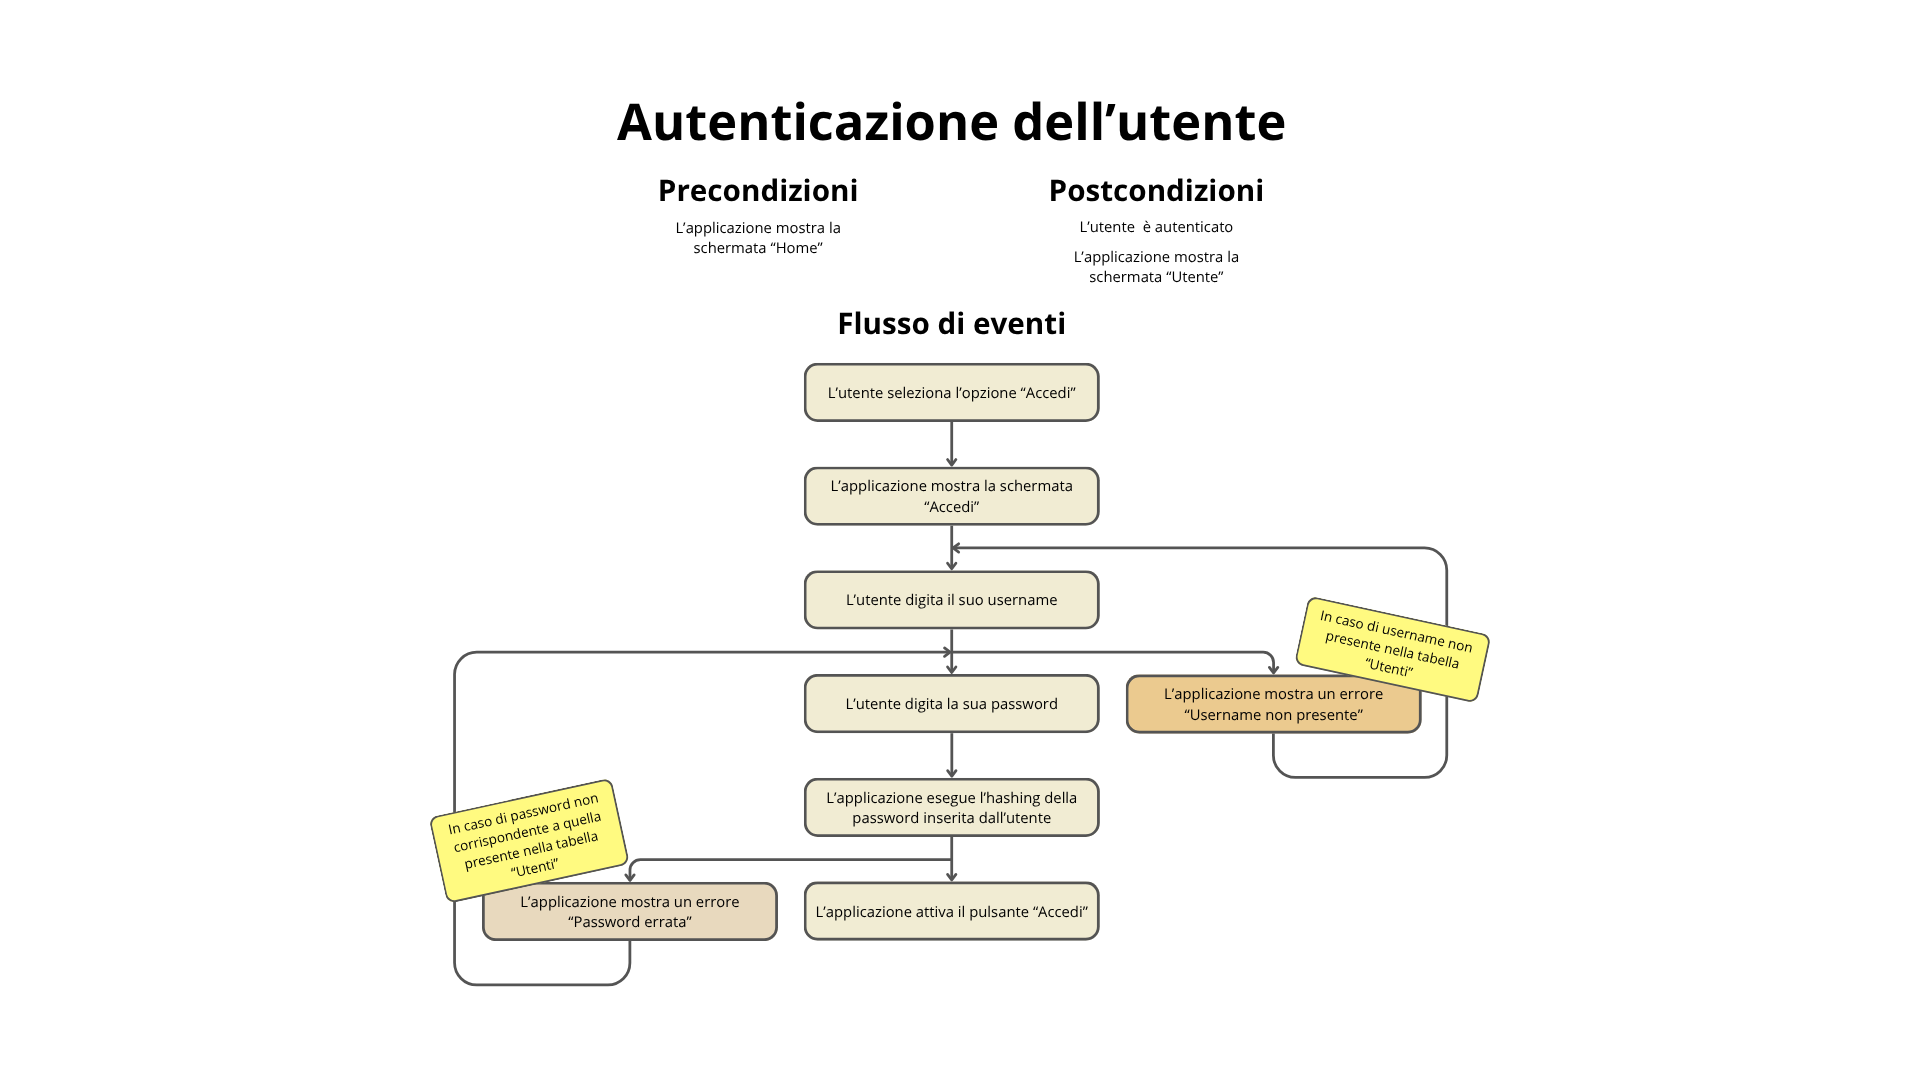 Autenticazione dell’utente
Precondizioni
L’applicazione mostra la
schermata “Home”
Postcondizioni
L’utente  è autenticato
L’applicazione mostra la
schermata “Utente”
Flusso di eventi
L’utente seleziona l’opzione “Accedi”
L’applicazione mostra la schermata
“Accedi”
L’utente digita il suo username
In caso di username non
presente nella tabella
“Utenti”
L’utente digita la sua password
L’applicazione mostra un errore
“Username non presente”
L’applicazione esegue l’hashing della
password inserita dall’utente
In caso di password non
corrispondente a quella
presente nella tabella
“Utenti”
L’applicazione mostra un errore
“Password errata”
L’applicazione attiva il pulsante “Accedi”